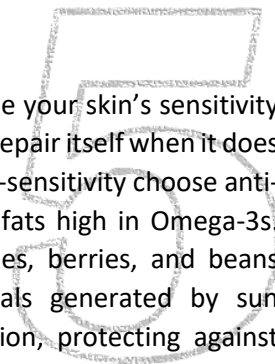 e your skin's sensitivity
epair itself when it does
-sensitivity choose anti-
fats high in Omega-3s.
es, berries, and beans
als generated by sun
ion, protecting against